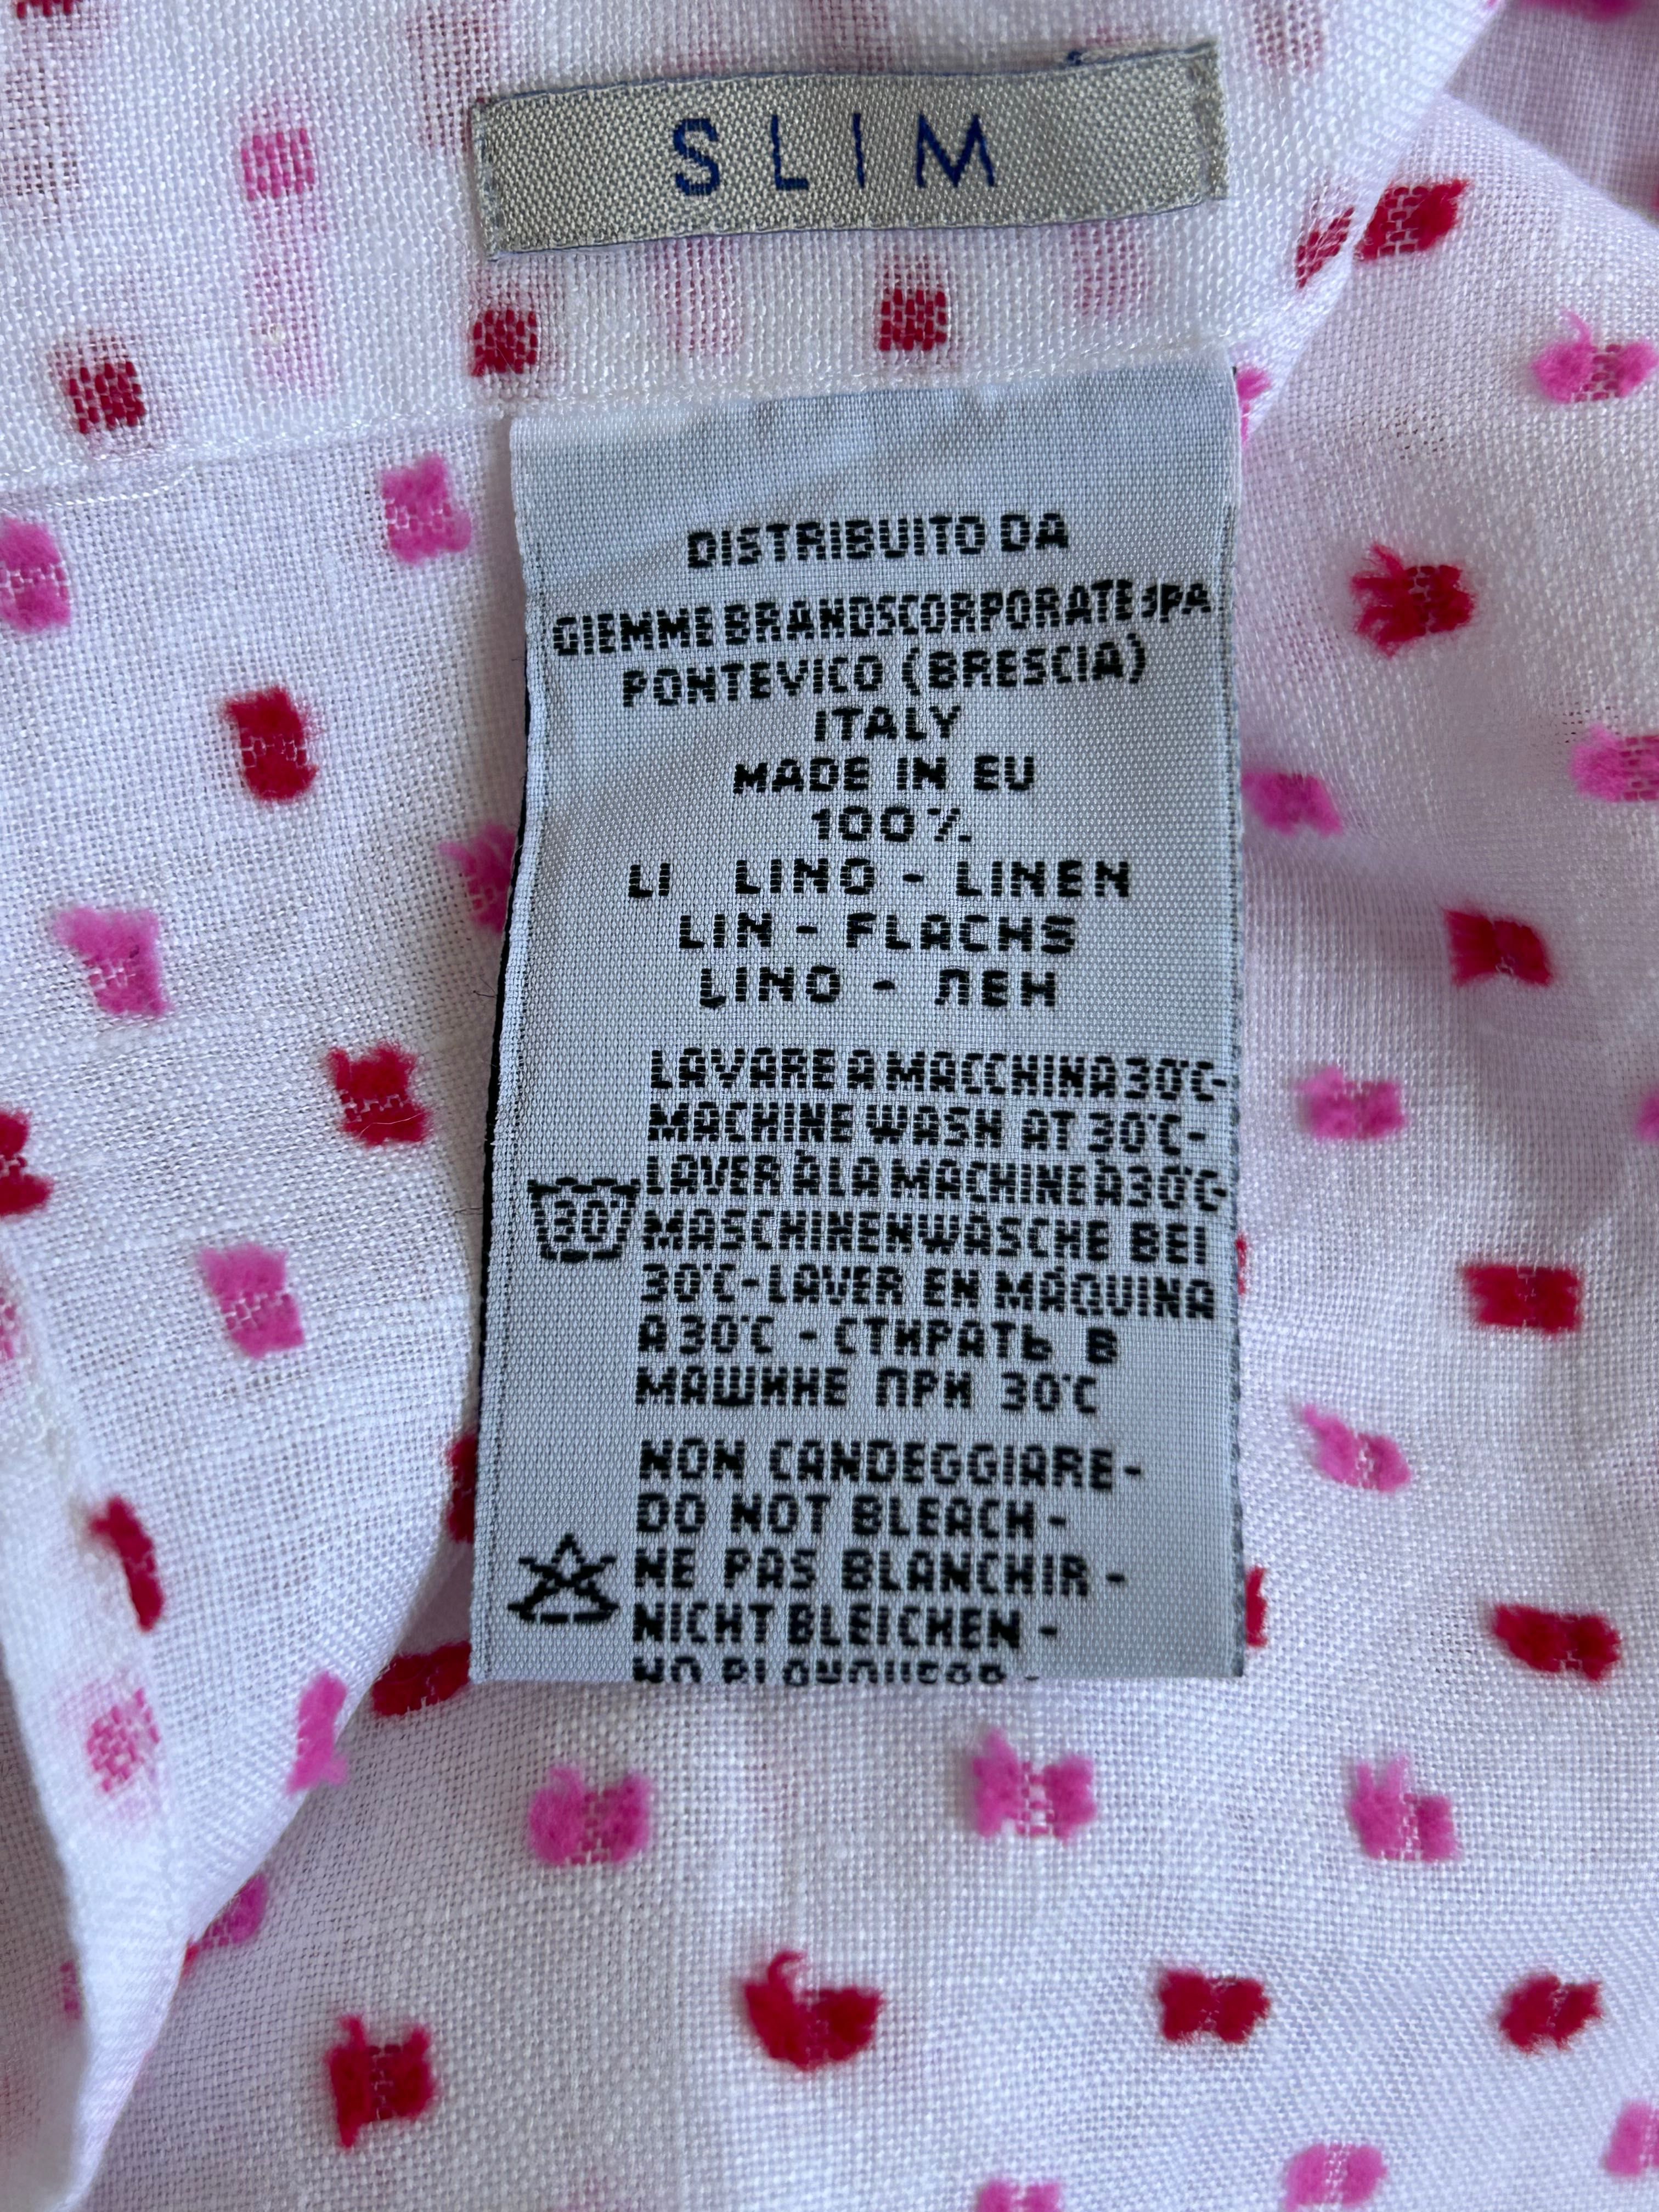 SLIM
DISTRIBUITO DA
GIEMME BRANDSCORPORATE SPA
PONTEVICO (BRESCIA)
ITALY
MADE IN EU
100%
LI LINO - LINEN
LIN - FLACHS
LINO - ЛЕН
LAVARE A MACCHINA 30°C-
MACHINE WASH AT 30°C-
LAVER À LA MACHINE À 30°C-
30
MASCHINENWÄSCHE BEI
30°C-LAVER EN MÁQUINA
A 30°C - СТИРАТЬ В
МАШИНЕ ПРИ 30°C
NON CANDEGGIARE-
DO NOT BLEACH-
NE PAS BLANCHIR -
NICHT BLEICHEN -
NO